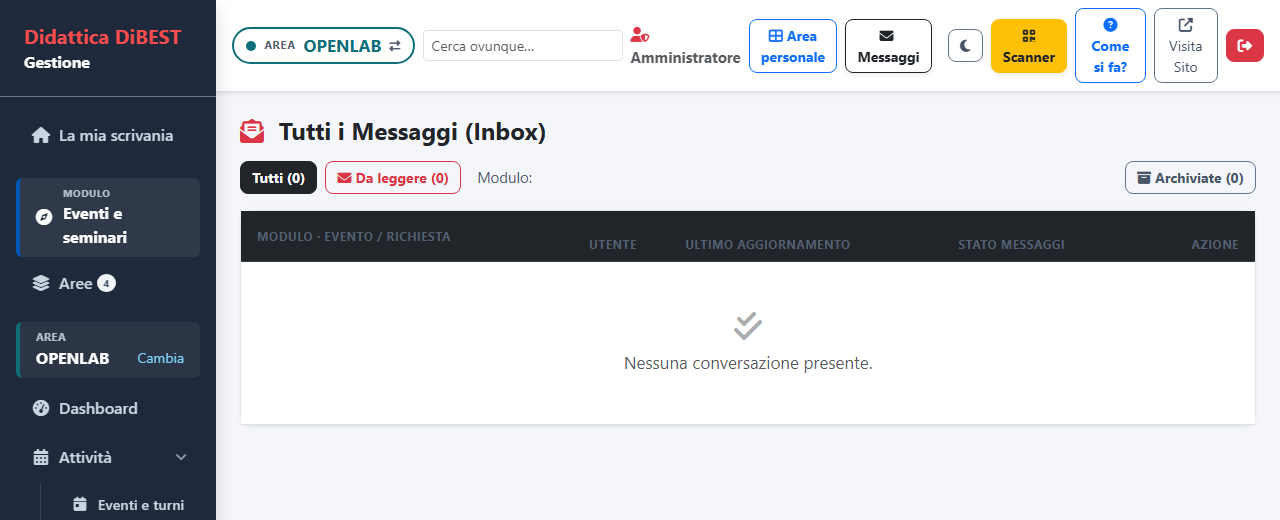 Didattica DiBEST
Gestione
AREA OPENLAB
Cerca ovunque...
Amministratore
Area personale
Messaggi
Scanner
Come si fa?
Visita Sito
La mia scrivania
MODULO
Eventi e seminari
Aree 4
AREA
OPENLAB Cambia
Dashboard
Attività
Eventi e turni
Tutti i Messaggi (Inbox)
Tutti (0) Da leggere (0) Modulo: Archiviate (0)
MODULO · EVENTO / RICHIESTA UTENTE ULTIMO AGGIORNAMENTO STATO MESSAGGI AZIONE
Nessuna conversazione presente.